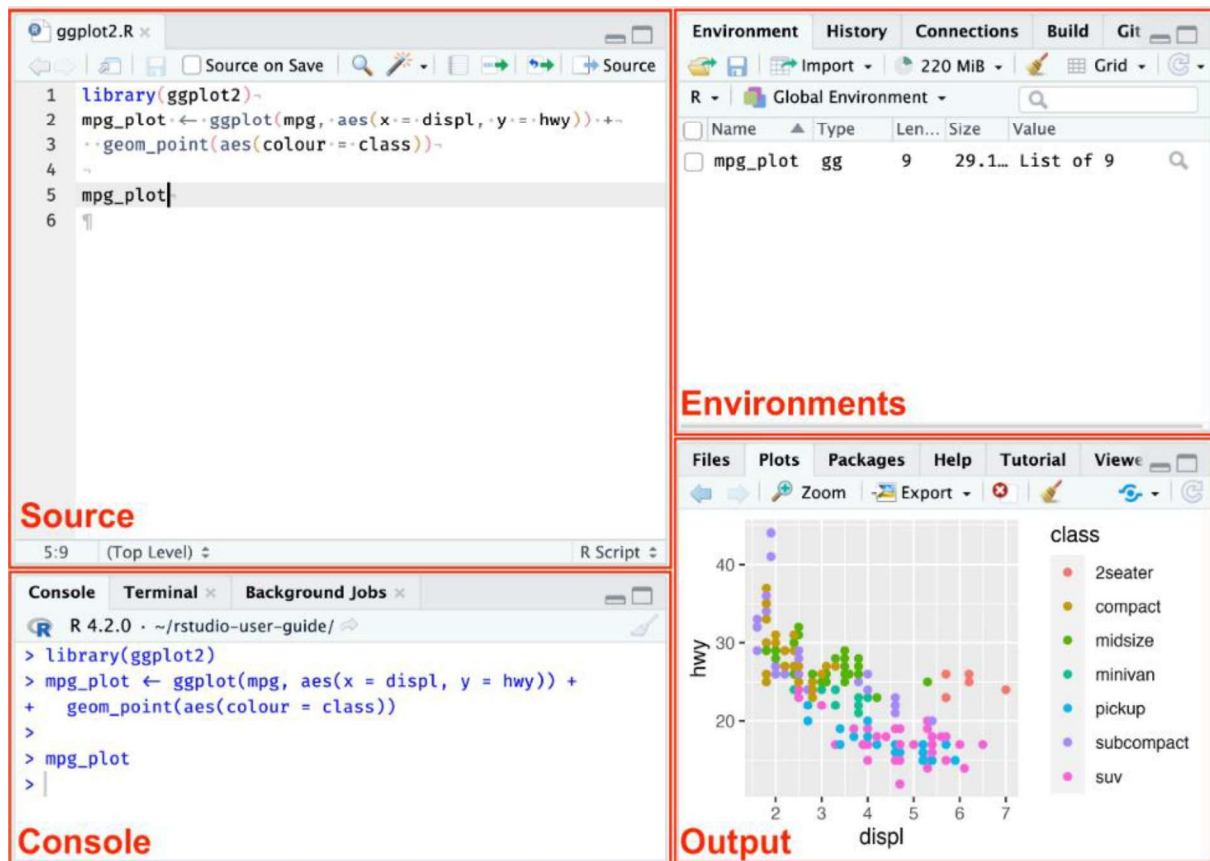 ggplot2.R
Source on Save Source
1 library(ggplot2)¬
2 mpg_plot·←·ggplot(mpg,·aes(x·=·displ,·y·=·hwy))·+¬
3 ··geom_point(aes(colour·=·class))¬
4 ¬
5 mpg_plot¬
6 ¶
Source
5:9 (Top Level) R Script
Console Terminal Background Jobs
R R 4.2.0 · ~/rstudio-user-guide/
> library(ggplot2)
> mpg_plot ← ggplot(mpg, aes(x = displ, y = hwy)) +
+   geom_point(aes(colour = class))
>
> mpg_plot
>
Console
Environment History Connections Build Git
Import 220 MiB Grid
R Global Environment
Name Type Len... Size Value
mpg_plot gg 9 29.1… List of 9
Environments
Files Plots Packages Help Tutorial Viewe
Zoom Export
40
30
20
hwy
2 3 4 5 6 7
displ
class
2seater
compact
midsize
minivan
pickup
subcompact
suv
Output